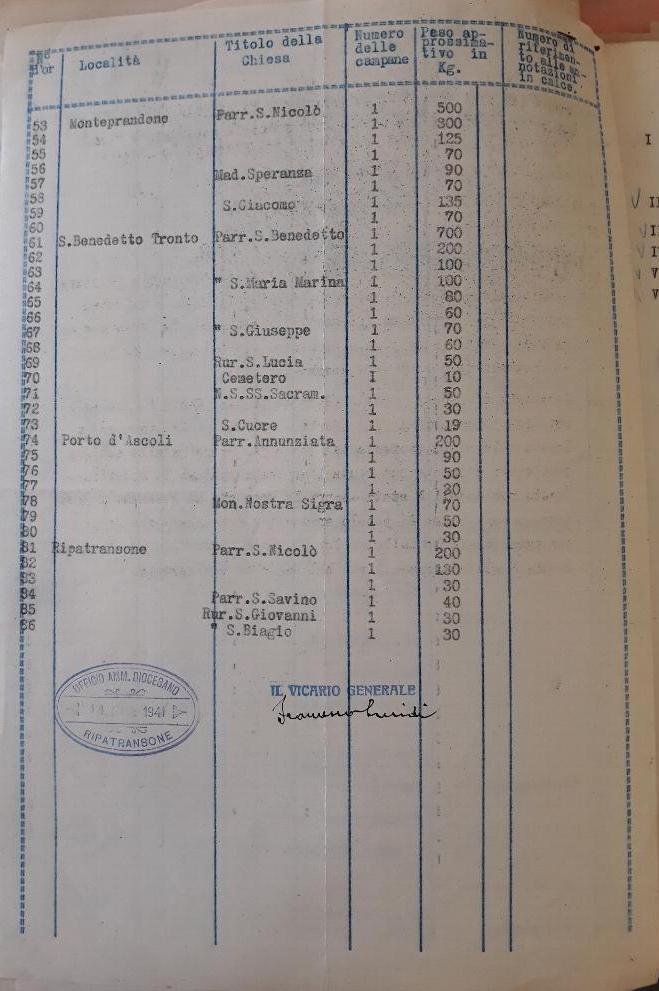 Nº d'or Località Titolo della Chiesa Numero delle campane Peso approssimativo in Kg. Numero di riferimento alle annotazioni in calce.
53 Monteprandone Parr.S.Nicolò 1 500
54 1 300
55 1 125
56 1 70
57 Mad.Speranza 1 90
58 1 70
59 S.Giacomo 1 135
60 1 70
61 S.Benedetto Tronto Parr.S.Benedetto 1 700
62 1 200
63 1 100
64 " S.Maria Marina 1 100
65 1 80
66 1 60
67 " S.Giuseppe 1 70
68 1 60
69 Rur.S.Lucia 1 50
70 Cemetero I 10
71 N.S.SS.Sacram. 1 50
72 1 30
73 S.Cuore 1 19
74 Porto d'Ascoli Parr.Annunziata 1 200
75 1 90
76 1 50
77 1
78 Mon.Nostra Sigra 1 70
79 1 50
80 1 30
81 Ripatransone Parr.S.Nicolò 1 200
82 1 130
83 1 30
84 Parr.S.Savino 1 40
85 Rur.S.Giovanni 1 30
86 " S.Biagio 1 30
UFFICIO AMM. DIOCESANO
1941
RIPATRANSONE
IL VICARIO GENERALE